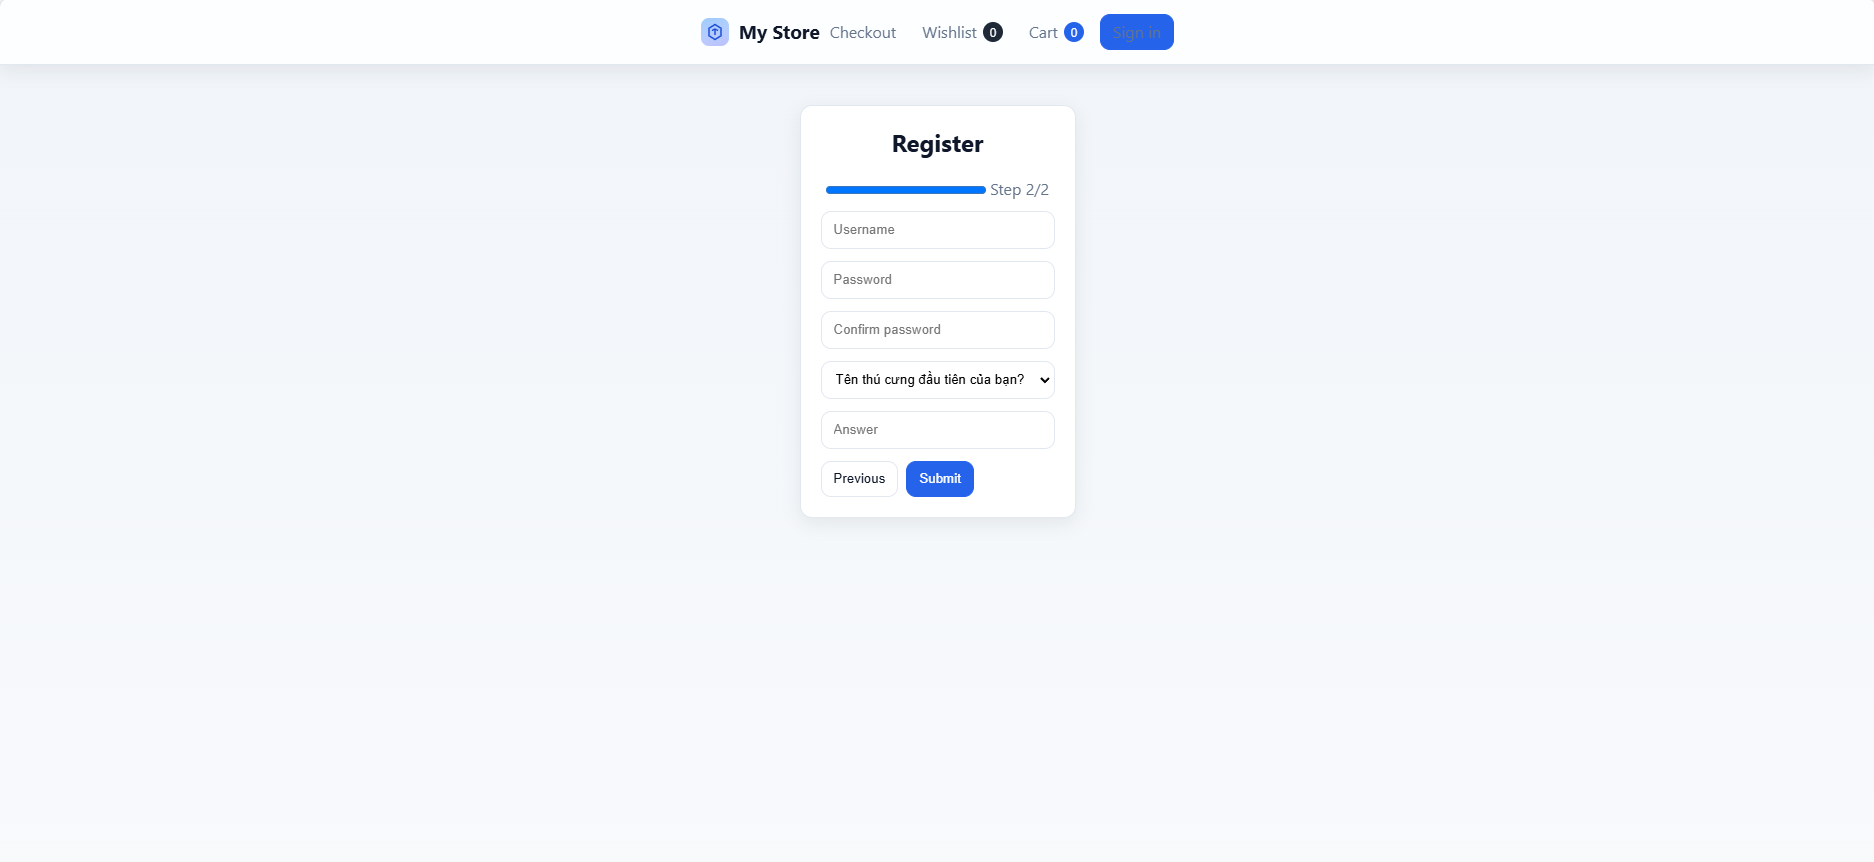 My Store Checkout Wishlist 0 Cart 0 Sign in
Register
Step 2/2
Username
Password
Confirm password
Tên thú cưng đầu tiên của bạn?
Answer
Previous Submit